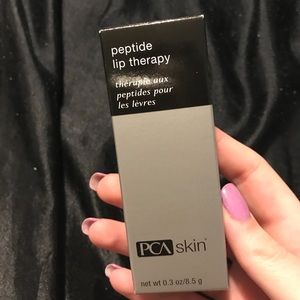 peptide
lip therapy
thérapie aux
peptides pour
les lèvres
PCA skin
net wt 0.3 oz/8.5 g